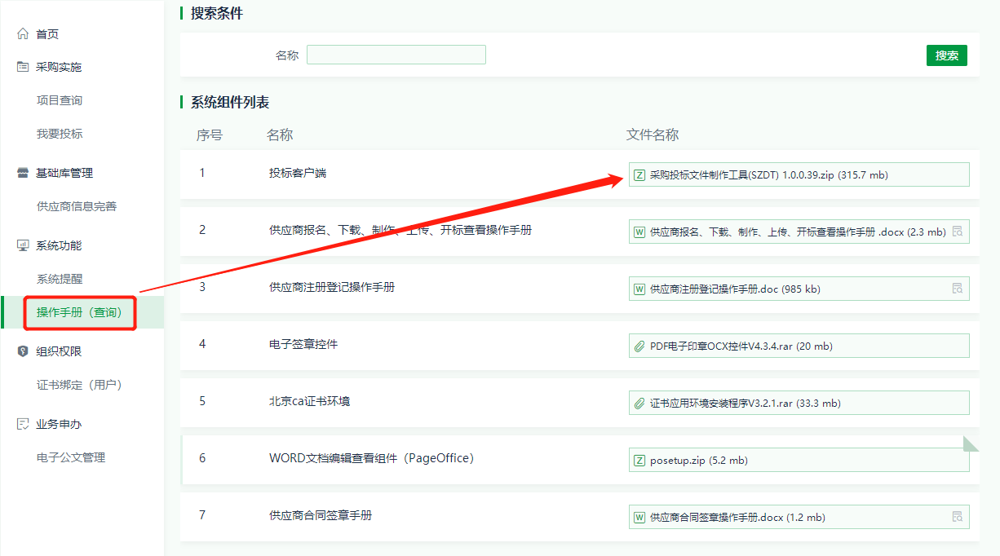 首页
采购实施
项目查询
我要投标
基础库管理
供应商信息完善
系统功能
系统提醒
操作手册（查询）
组织权限
证书绑定（用户）
业务申办
电子公文管理
搜索条件
名称
搜索
系统组件列表
序号 名称 文件名称
1 投标客户端 采购投标文件制作工具(SZDT) 1.0.0.39.zip (315.7 mb)
2 供应商报名、下载、制作、上传、开标查看操作手册 供应商报名、下载、制作、上传、开标查看操作手册 .docx (2.3 mb)
3 供应商注册登记操作手册 供应商注册登记操作手册.doc (985 kb)
4 电子签章控件 PDF电子印章OCX控件V4.3.4.rar (20 mb)
5 北京ca证书环境 证书应用环境安装程序V3.2.1.rar (33.3 mb)
6 WORD文档编辑查看组件（PageOffice） posetup.zip (5.2 mb)
7 供应商合同签章手册 供应商合同签章操作手册.docx (1.2 mb)